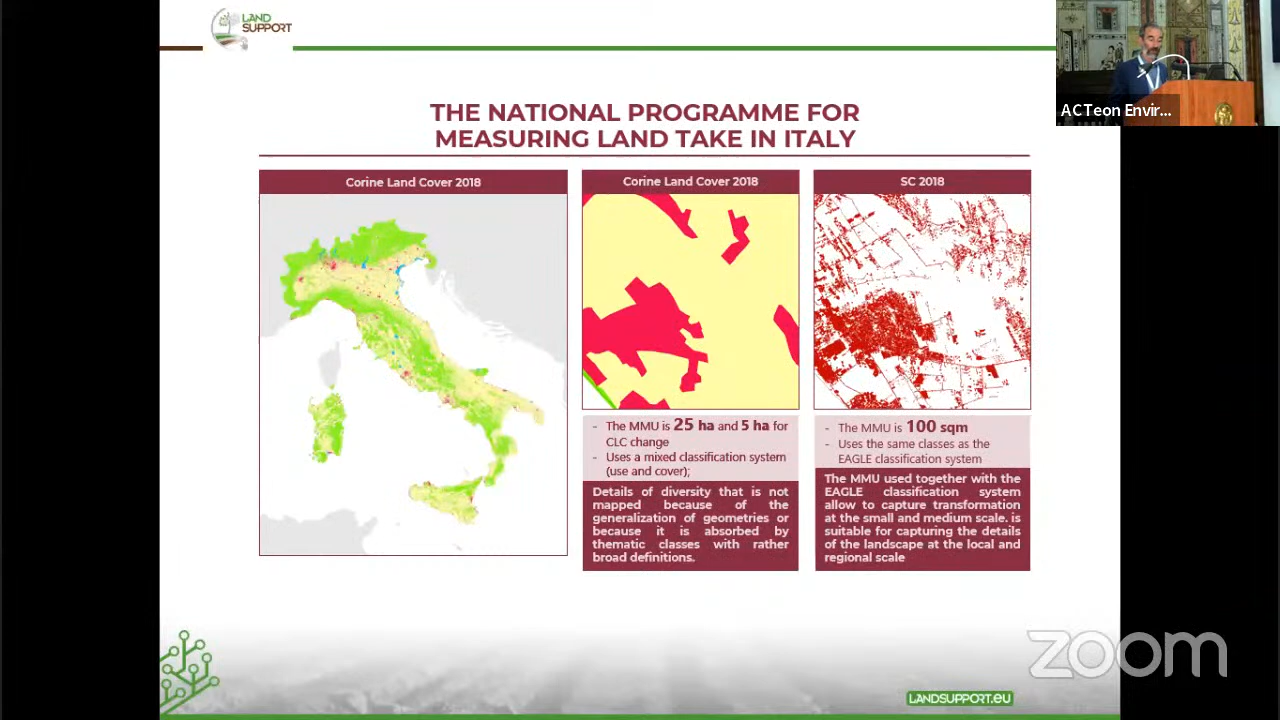 LAND
SUPPORT
ACTeon Envir...
THE NATIONAL PROGRAMME FOR
MEASURING LAND TAKE IN ITALY
Corine Land Cover 2018
Corine Land Cover 2018
SC 2018
- The MMU is 25 ha and 5 ha for
CLC change
- Uses a mixed classification system
(use and cover);
Details of diversity that is not
mapped because of the
generalization of geometries or
because it is absorbed by
thematic classes with rather
broad definitions.
- The MMU is 100 sqm
- Uses the same classes as the
EAGLE classification system
The MMU used together with the
EAGLE classification system
allow to capture transformation
at the small and medium scale. is
suitable for capturing the details
of the landscape at the local and
regional scale
zoom
LANDSUPPORT.eu